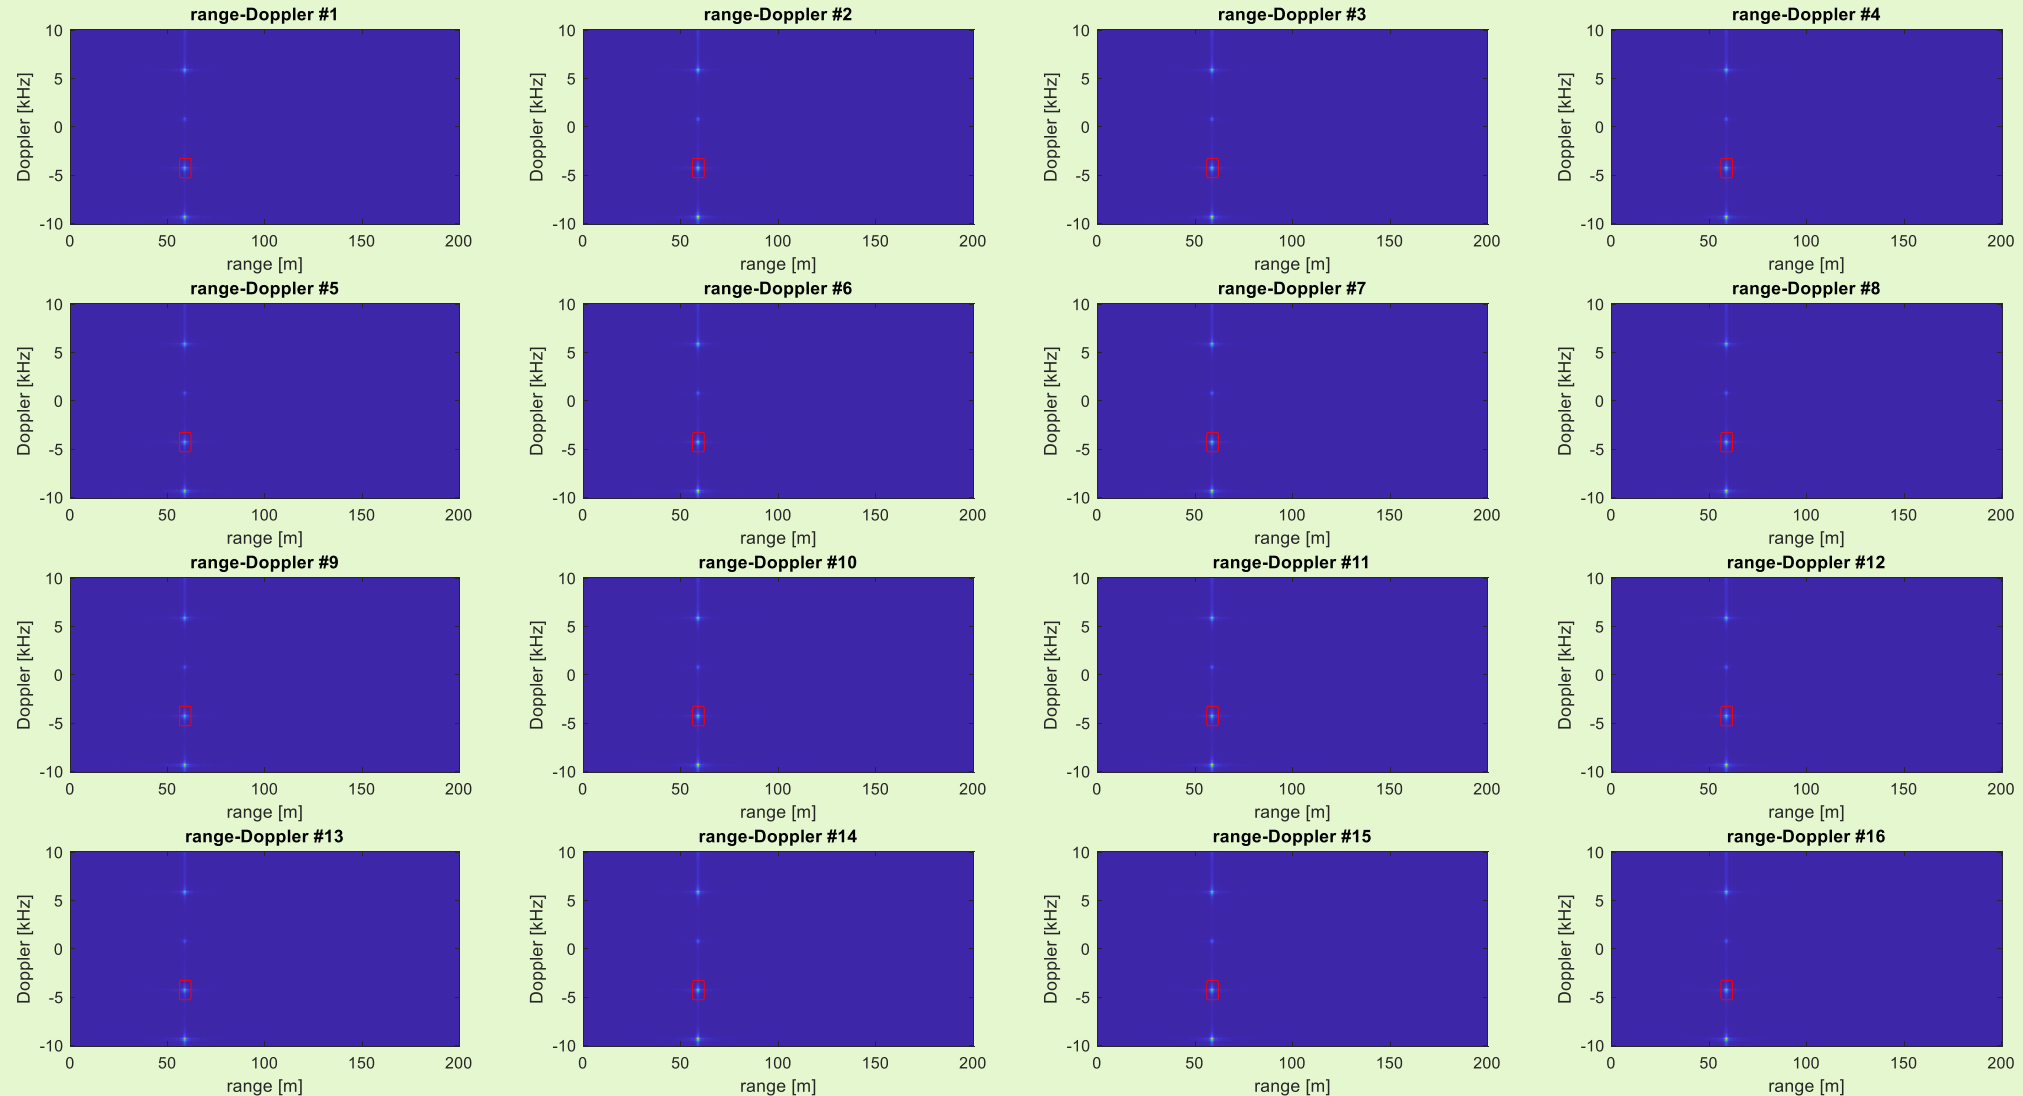 range-Doppler #1 range-Doppler #2 range-Doppler #3 range-Doppler #4
10 10 10 10
5 5 5 5
0 0 0 0
-5 -5 -5 -5
-10 -10 -10 -10
Doppler [kHz] Doppler [kHz] Doppler [kHz] Doppler [kHz]
0 50 100 150 200 0 50 100 150 200 0 50 100 150 200 0 50 100 150 200
range [m] range [m] range [m] range [m]
range-Doppler #5 range-Doppler #6 range-Doppler #7 range-Doppler #8
10 10 10 10
5 5 5 5
0 0 0 0
-5 -5 -5 -5
-10 -10 -10 -10
Doppler [kHz] Doppler [kHz] Doppler [kHz] Doppler [kHz]
0 50 100 150 200 0 50 100 150 200 0 50 100 150 200 0 50 100 150 200
range [m] range [m] range [m] range [m]
range-Doppler #9 range-Doppler #10 range-Doppler #11 range-Doppler #12
10 10 10 10
5 5 5 5
0 0 0 0
-5 -5 -5 -5
-10 -10 -10 -10
Doppler [kHz] Doppler [kHz] Doppler [kHz] Doppler [kHz]
0 50 100 150 200 0 50 100 150 200 0 50 100 150 200 0 50 100 150 200
range [m] range [m] range [m] range [m]
range-Doppler #13 range-Doppler #14 range-Doppler #15 range-Doppler #16
10 10 10 10
5 5 5 5
0 0 0 0
-5 -5 -5 -5
-10 -10 -10 -10
Doppler [kHz] Doppler [kHz] Doppler [kHz] Doppler [kHz]
0 50 100 150 200 0 50 100 150 200 0 50 100 150 200 0 50 100 150 200
range [m] range [m] range [m] range [m]